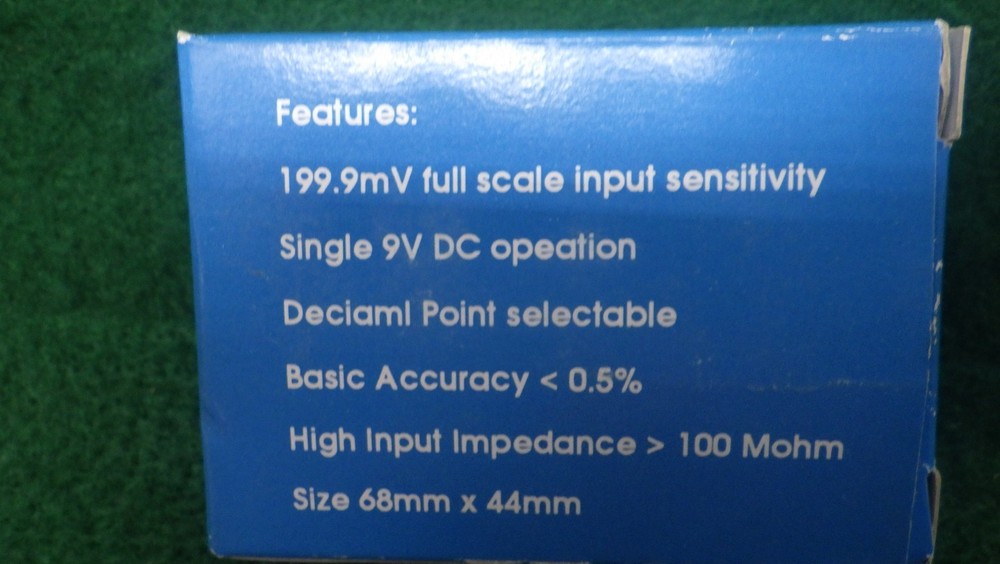 Features:
199.9mV full scale input sensitivity
Single 9V DC opeation
Deciaml Point selectable
Basic Accuracy < 0.5%
High Input Impedance > 100 Mohm
Size 68mm x 44mm